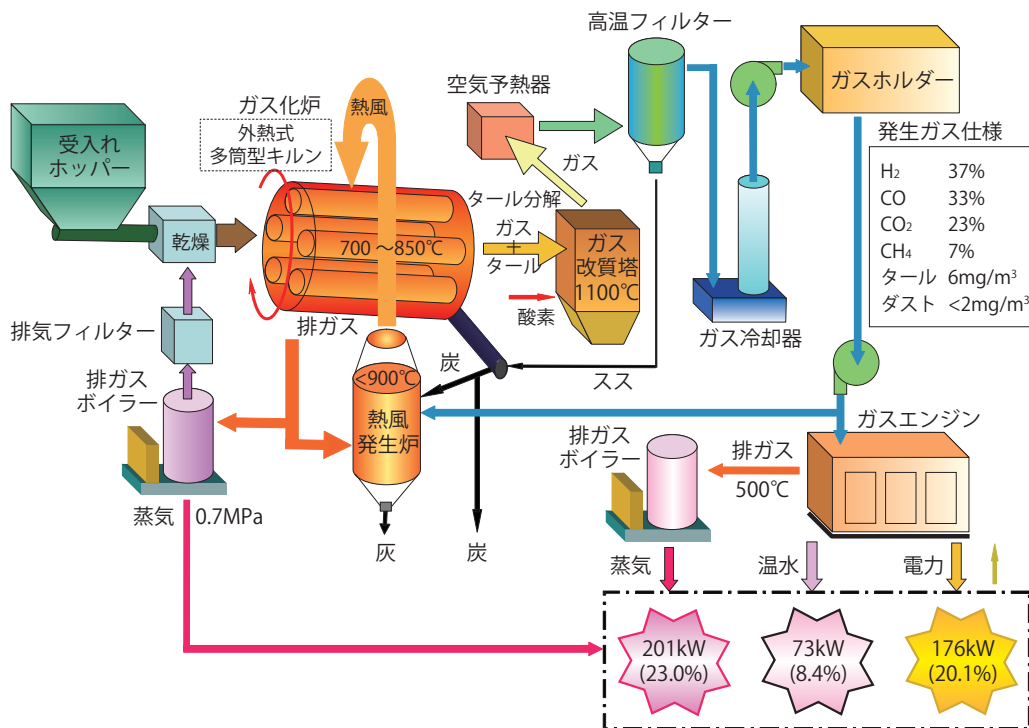 高温フィルター
ガスホルダー
空気予熱器
ガス化炉
外熱式
多筒型キルン
熱風
受入れ
ホッパー
ガス
発生ガス仕様
H₂ 37%
CO 33%
CO₂ 23%
CH₄ 7%
タール 6mg/m³
ダスト <2mg/m³
タール分解
乾燥
700～850℃
ガス
＋
タール
ガス
改質塔
1100℃
酸素
ガス冷却器
排気フィルター
排ガス
炭
スス
<900℃
熱風
発生炉
排ガス
ボイラー
ガスエンジン
排ガス
ボイラー
排ガス
500℃
蒸気 0.7MPa
灰
炭
蒸気
温水
電力
201kW
(23.0%)
73kW
(8.4%)
176kW
(20.1%)